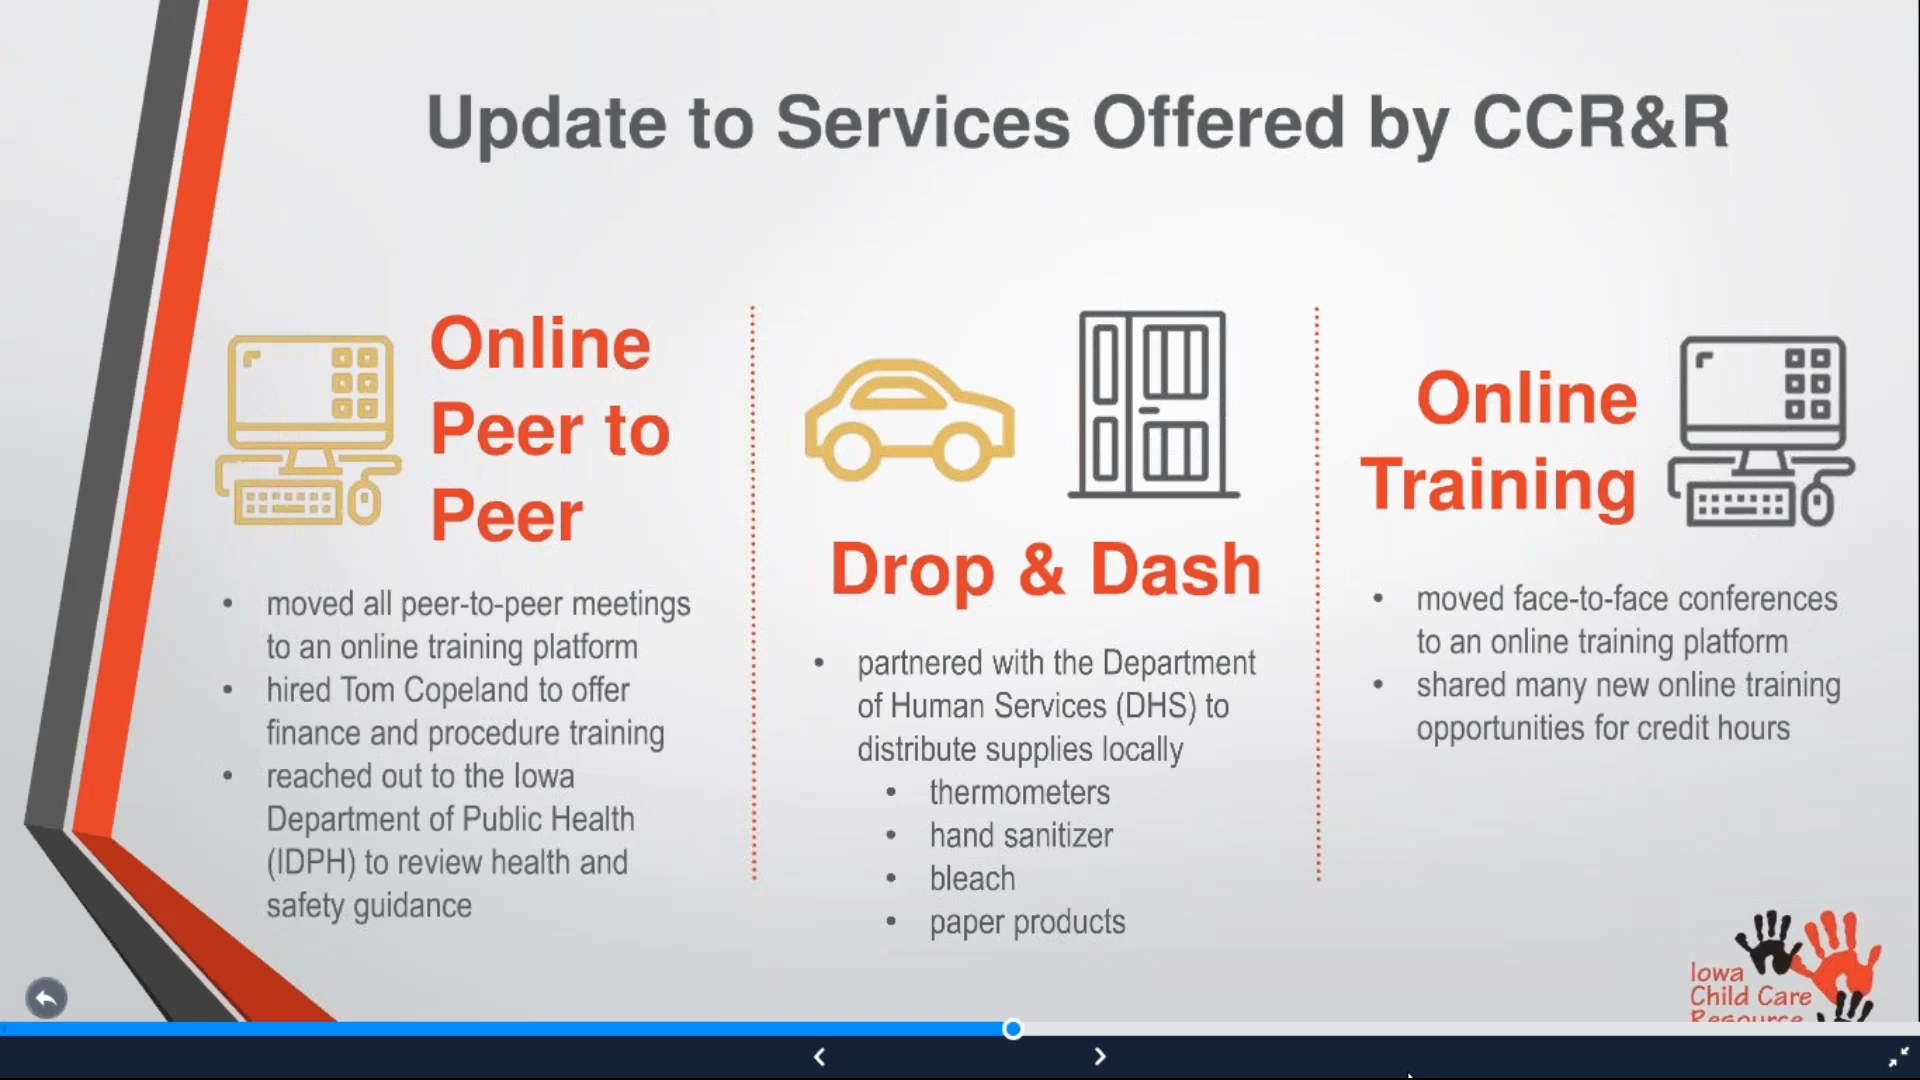 Update to Services Offered by CCR&R
Online
Peer to
Peer
• moved all peer-to-peer meetings
to an online training platform
• hired Tom Copeland to offer
finance and procedure training
• reached out to the Iowa
Department of Public Health
(IDPH) to review health and
safety guidance
Drop & Dash
• partnered with the Department
of Human Services (DHS) to
distribute supplies locally
• thermometers
• hand sanitizer
• bleach
• paper products
Online
Training
• moved face-to-face conferences
to an online training platform
• shared many new online training
opportunities for credit hours
Iowa
Child Care
Resource